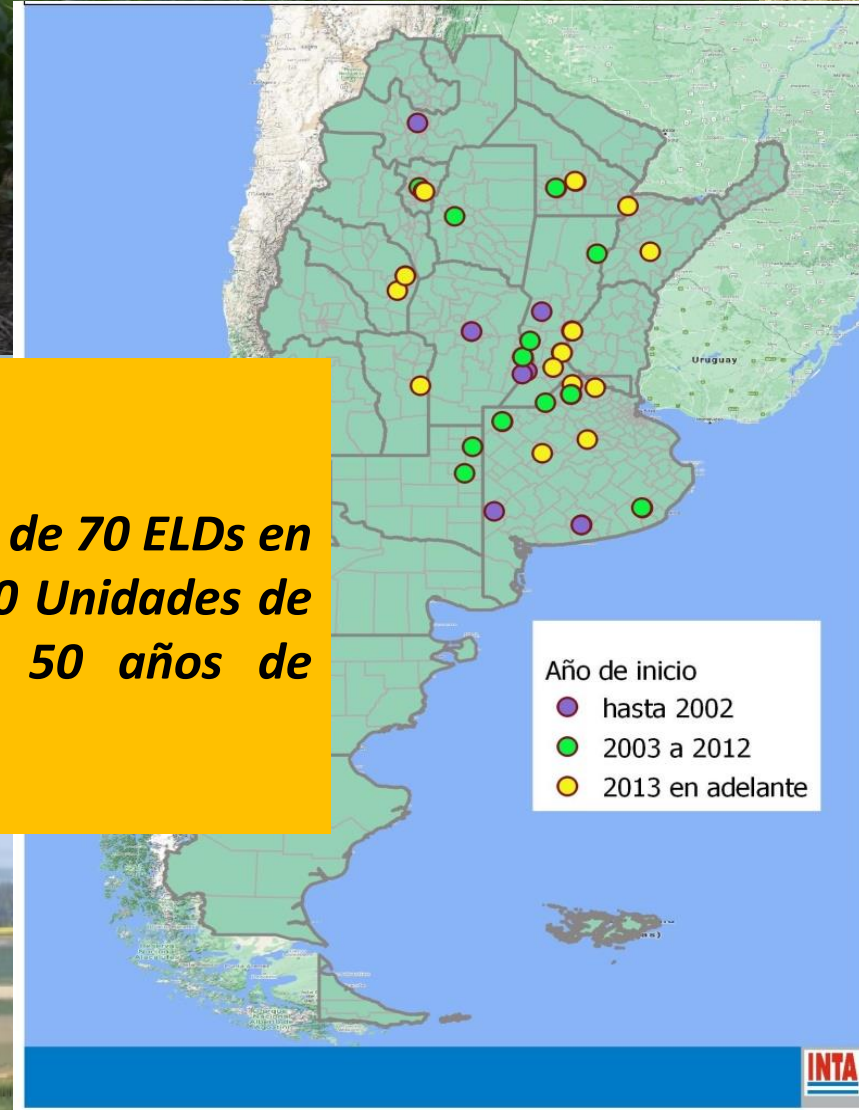 Uruguay
de 70 ELDs en
0 Unidades de
50 años de
Año de inicio
hasta 2002
2003 a 2012
2013 en adelante
INTA